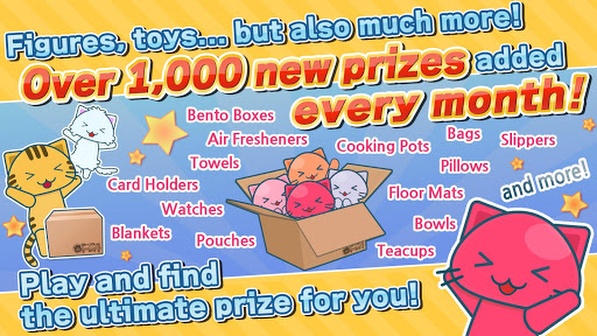 Figures, toys... but also much more!
Over 1,000 new prizes added
every month!
Bento Boxes
Air Fresheners
Towels
Card Holders
Watches
Blankets
Pouches
Cooking Pots
Bags
Slippers
Pillows
Floor Mats
Bowls
Teacups
and more!
Play and find
the ultimate prize for you!